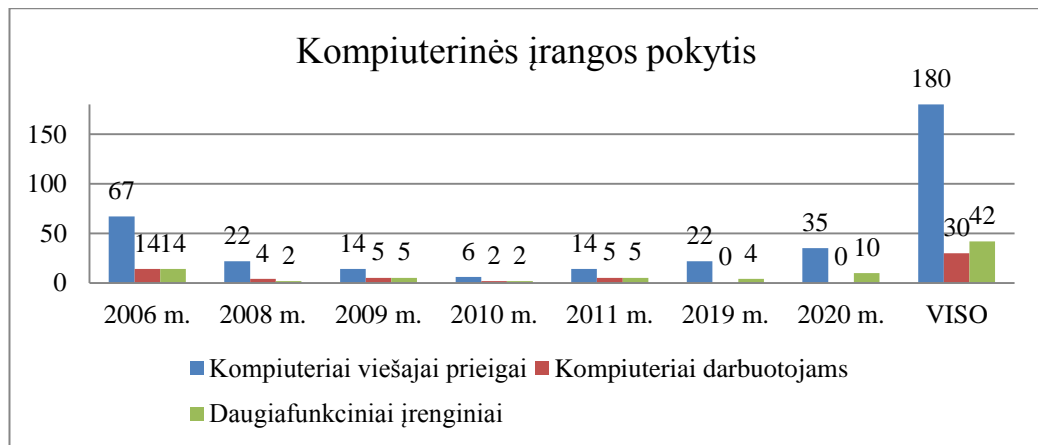 Kompiuterinės įrangos pokytis
180
150
100
50
0
67
14 14
22 4 2
14 5 5
6 2 2
14 5 5
22 0 4
35 0 10
30 42
2006 m. 2008 m. 2009 m. 2010 m. 2011 m. 2019 m. 2020 m. VISO
Kompiuteriai viešajai prieigai Kompiuteriai darbuotojams
Daugiafunkciniai įrenginiai